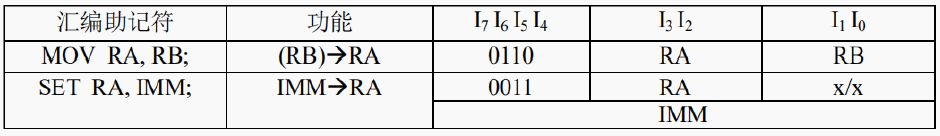 汇编助记符 功能 I7 I6 I5 I4 I3 I2 I1 I0
MOV RA, RB; (RB)→RA 0110 RA RB
SET RA, IMM; IMM→RA 0011 RA x/x
IMM